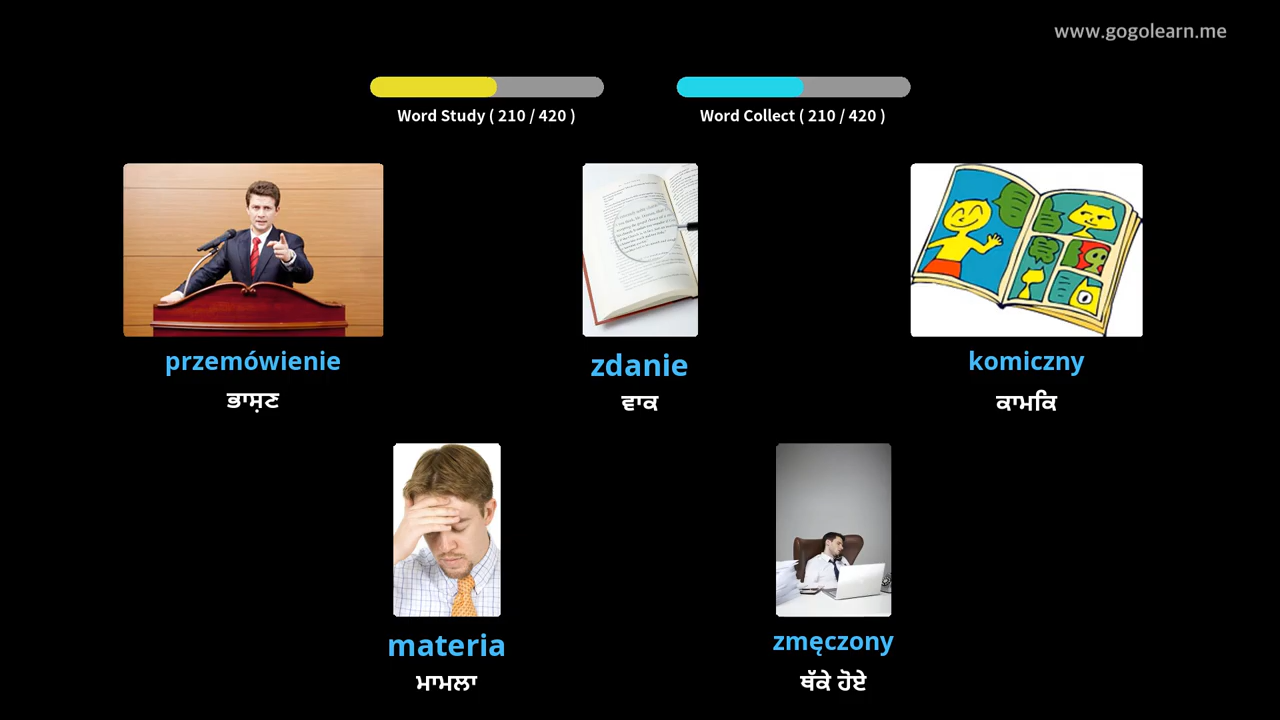 www.gogolearn.me
Word Study ( 210 / 420 )
Word Collect ( 210 / 420 )
przemówienie
ਭਾਸ਼ਣ
zdanie
ਵਾਕ
komiczny
ਕਾਮਕਿ
materia
ਮਾਮਲਾ
zmęczony
ਥੱਕੇ ਹੋਏ